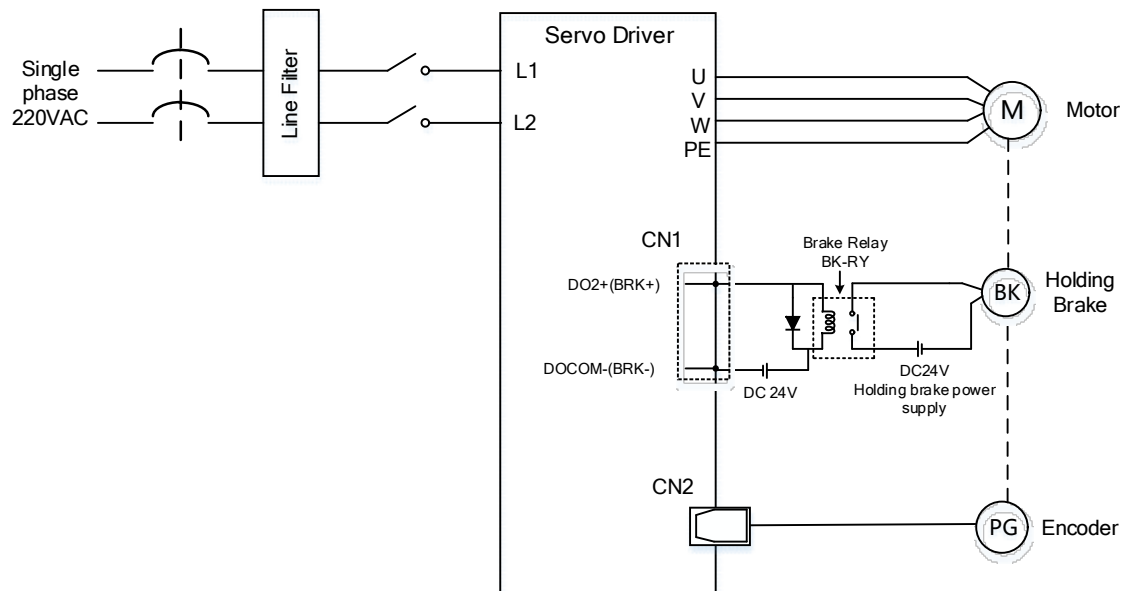 Servo Driver
Single
phase
220VAC
Line Filter
L1
L2
U
V
W
PE
M
Motor
CN1
Brake Relay
BK-RY
DO2+(BRK+)
BK
Holding
Brake
DOCOM-(BRK-)
DC 24V
DC24V
Holding brake power
supply
CN2
PG
Encoder